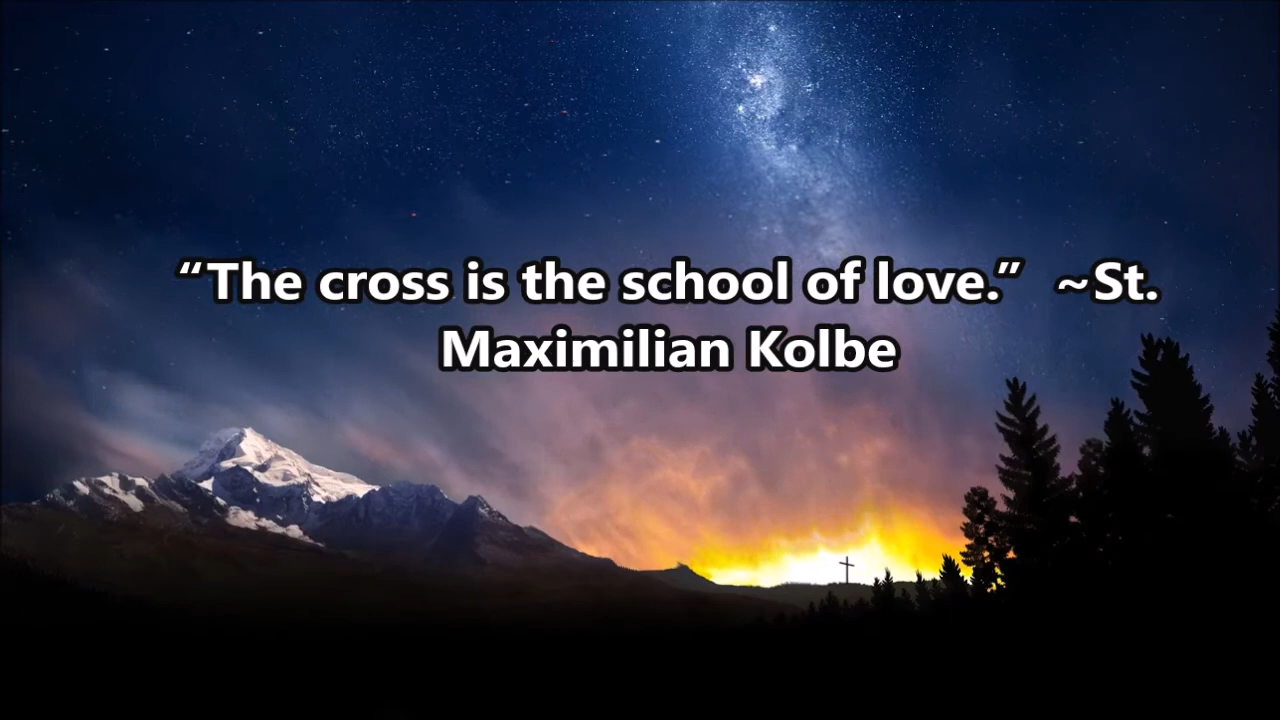 “The cross is the school of love.” ~St.
Maximilian Kolbe